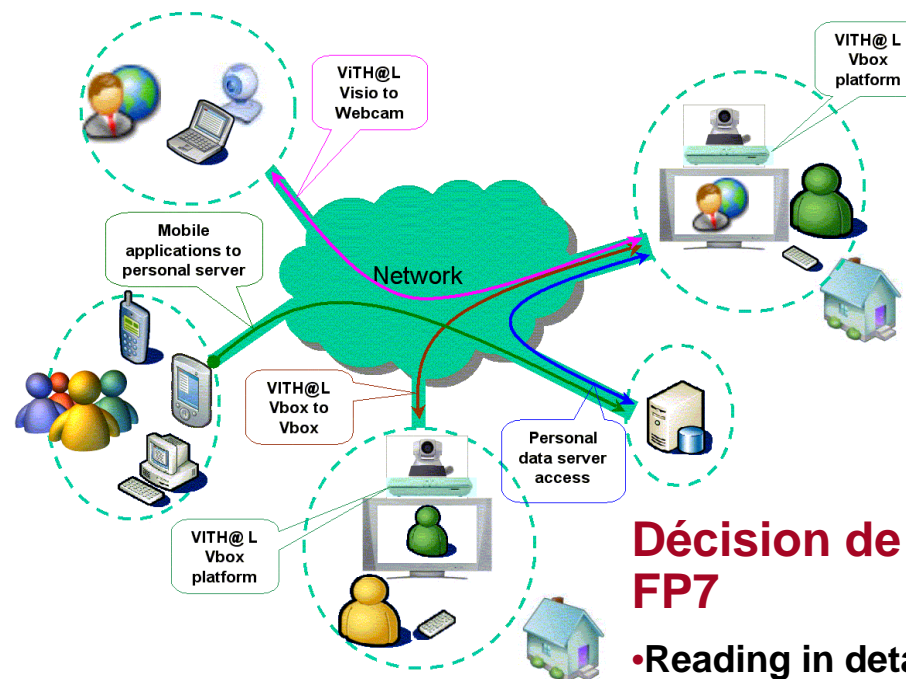 ViTH@L
Visio to
Webcam
VITH@ L
Vbox
platform
Mobile
applications to
personal server
Network
VITH@L
Vbox to
Vbox
Personal
data server
access
VITH@ L
Vbox
platform
Décision de
FP7
•Reading in deta